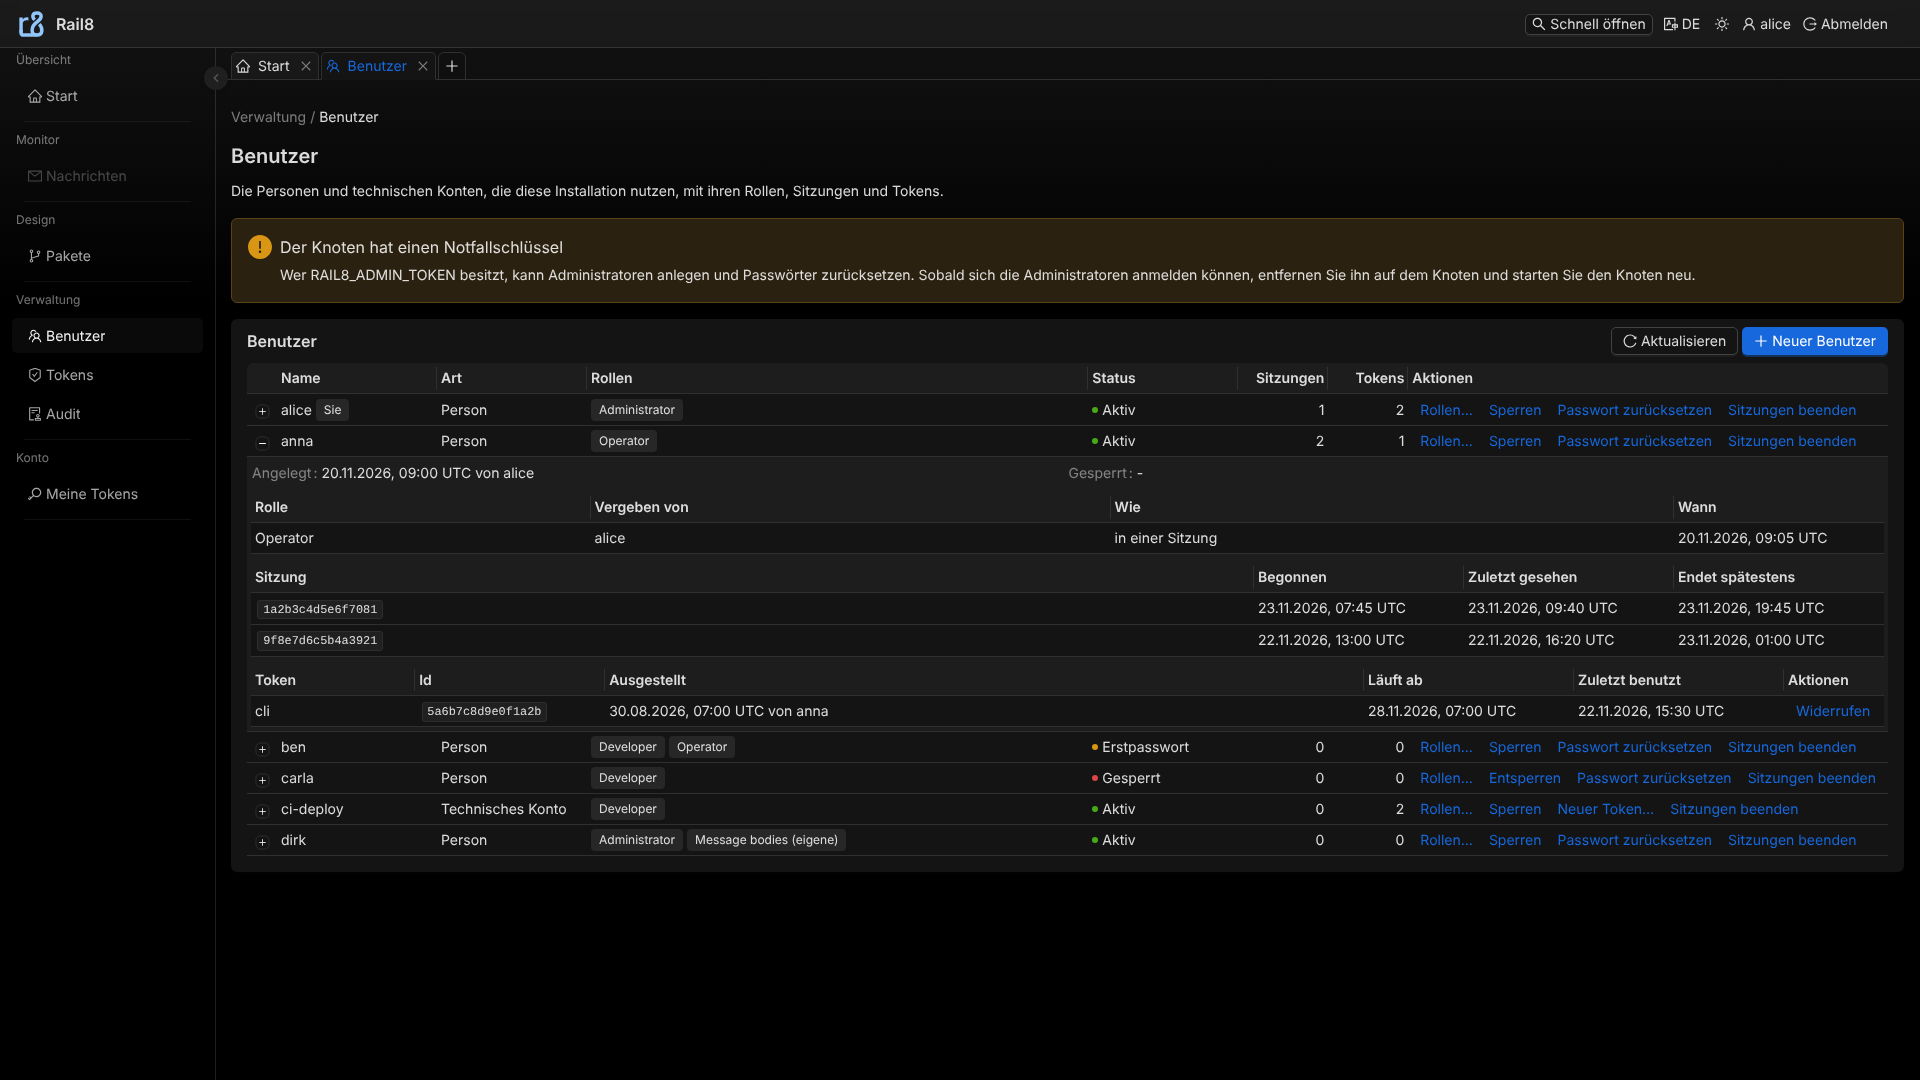 Rail8
Schnell öffnen DE alice Abmelden
Übersicht
Start
Monitor
Nachrichten
Design
Pakete
Verwaltung
Benutzer
Tokens
Audit
Konto
Meine Tokens
Start Benutzer
Verwaltung / Benutzer
Benutzer
Die Personen und technischen Konten, die diese Installation nutzen, mit ihren Rollen, Sitzungen und Tokens.
Der Knoten hat einen Notfallschlüssel
Wer RAIL8_ADMIN_TOKEN besitzt, kann Administratoren anlegen und Passwörter zurücksetzen. Sobald sich die Administratoren anmelden können, entfernen Sie ihn auf dem Knoten und starten Sie den Knoten neu.
Benutzer Aktualisieren Neuer Benutzer
Name Art Rollen Status Sitzungen Tokens Aktionen
alice Sie Person Administrator Aktiv 1 2 Rollen... Sperren Passwort zurücksetzen Sitzungen beenden
anna Person Operator Aktiv 2 1 Rollen... Sperren Passwort zurücksetzen Sitzungen beenden
Angelegt: 20.11.2026, 09:00 UTC von alice Gesperrt: -
Rolle Vergeben von Wie Wann
Operator alice in einer Sitzung 20.11.2026, 09:05 UTC
Sitzung Begonnen Zuletzt gesehen Endet spätestens
1a2b3c4d5e6f7081 23.11.2026, 07:45 UTC 23.11.2026, 09:40 UTC 23.11.2026, 19:45 UTC
9f8e7d6c5b4a3921 22.11.2026, 13:00 UTC 22.11.2026, 16:20 UTC 23.11.2026, 01:00 UTC
Token Id Ausgestellt Läuft ab Zuletzt benutzt Aktionen
cli 5a6b7c8d9e0f1a2b 30.08.2026, 07:00 UTC von anna 28.11.2026, 07:00 UTC 22.11.2026, 15:30 UTC Widerrufen
ben Person Developer Operator Erstpasswort 0 0 Rollen... Sperren Passwort zurücksetzen Sitzungen beenden
carla Person Developer Gesperrt 0 0 Rollen... Entsperren Passwort zurücksetzen Sitzungen beenden
ci-deploy Technisches Konto Developer Aktiv 0 2 Rollen... Sperren Neuer Token... Sitzungen beenden
dirk Person Administrator Message bodies (eigene) Aktiv 0 0 Rollen... Sperren Passwort zurücksetzen Sitzungen beenden